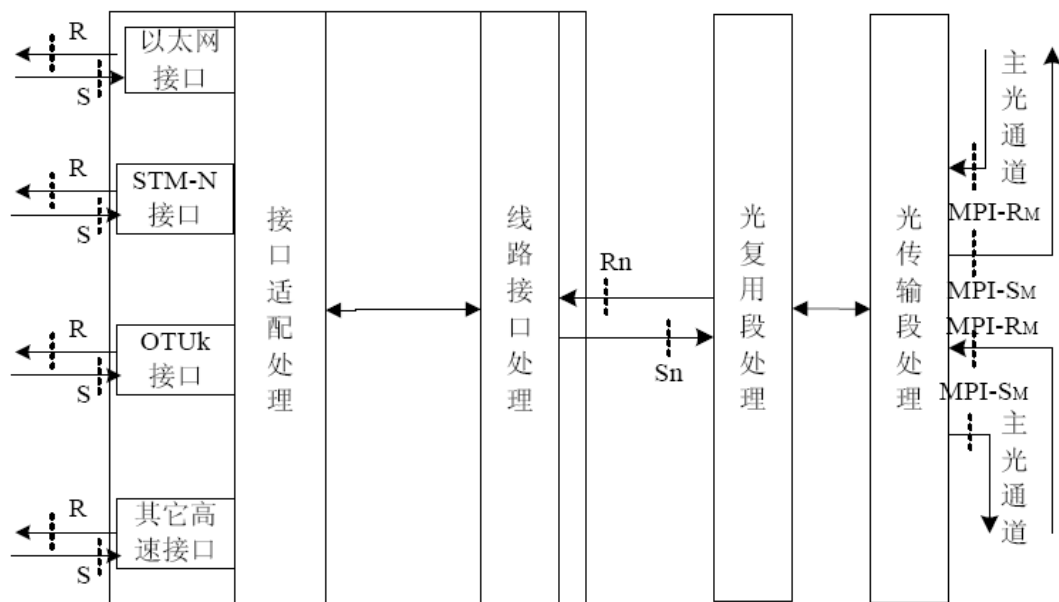 R
以太网
接口
S
R
STM-N
接口
S
R
OTUk
接口
S
R
其它高
速接口
S
接口适配处理
线路接口处理
Rn
Sn
光复用段处理
光传输段处理
主光通道
MPI-RM
MPI-SM
MPI-RM
MPI-SM
主光通道